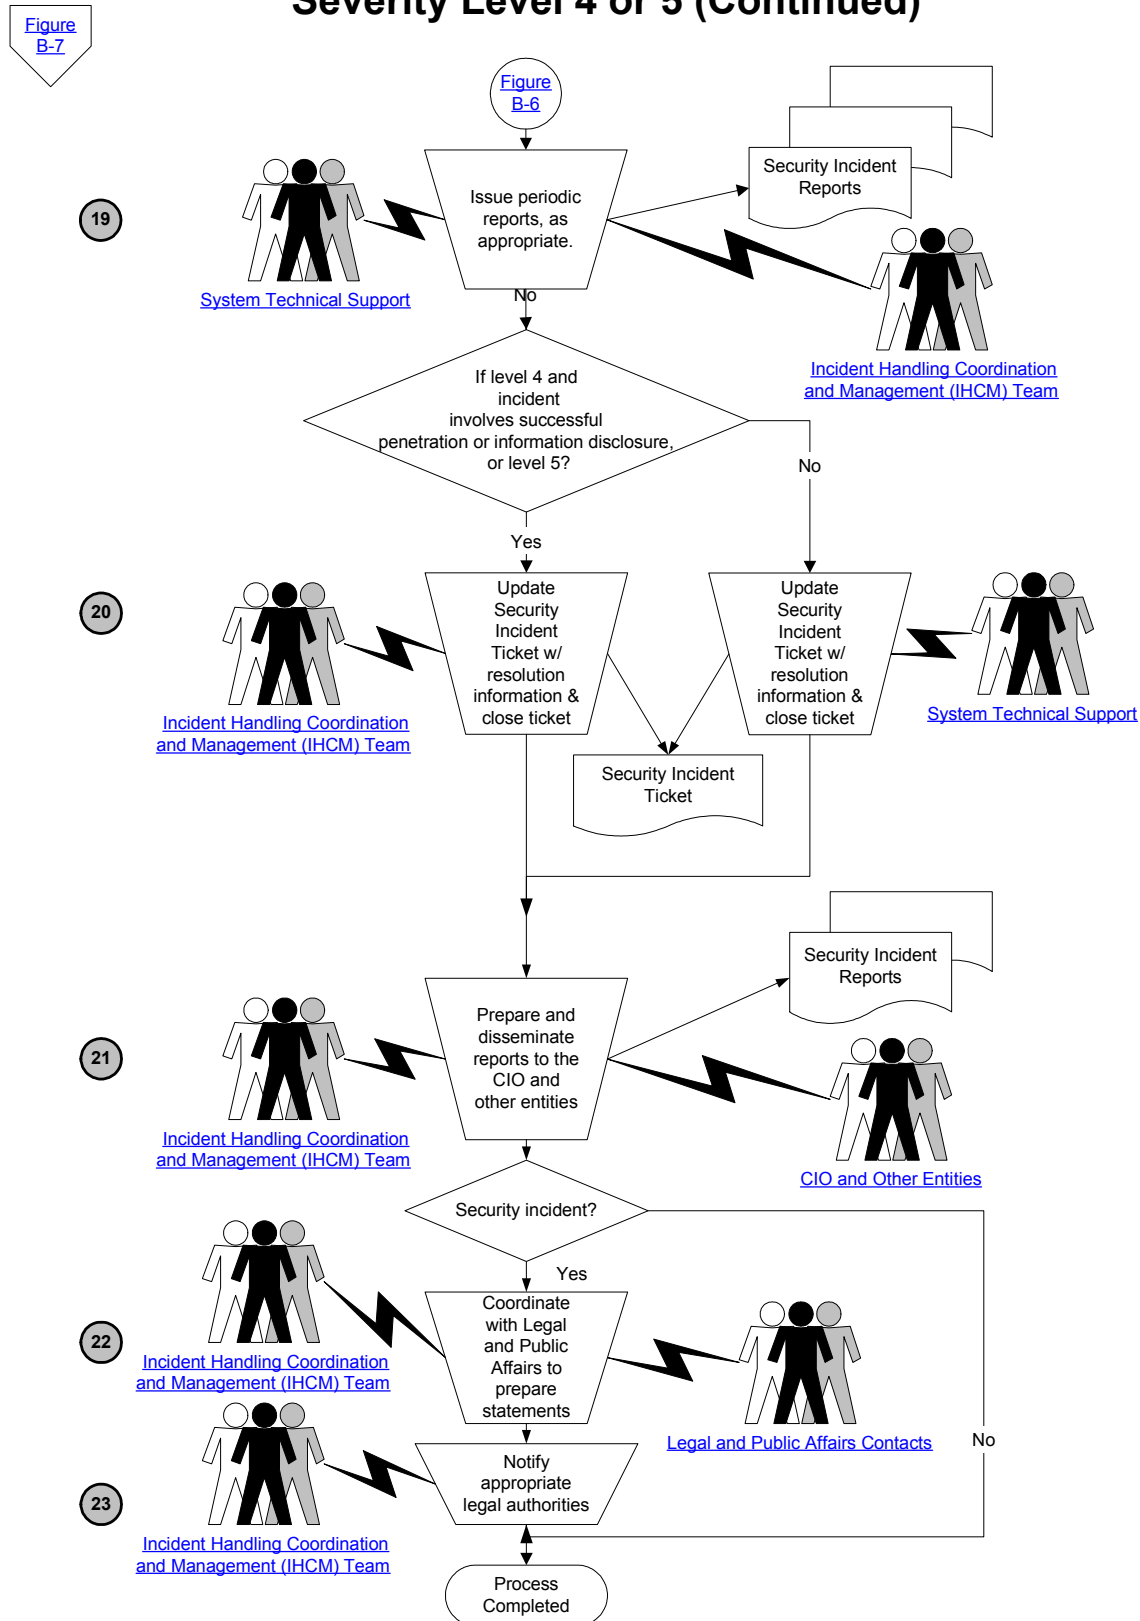 Severity Level 4 or 5 (Continued)
Figure
B-7
Figure
B-6
19
System Technical Support
Issue periodic
reports, as
appropriate.
Security Incident
Reports
Incident Handling Coordination
and Management (IHCM) Team
No
If level 4 and
incident
involves successful
penetration or information disclosure,
or level 5?
No
Yes
20
Incident Handling Coordination
and Management (IHCM) Team
Update
Security
Incident
Ticket w/
resolution
information &
close ticket
Update
Security
Incident
Ticket w/
resolution
information &
close ticket
System Technical Support
Security Incident
Ticket
21
Incident Handling Coordination
and Management (IHCM) Team
Prepare and
disseminate
reports to the
CIO and
other entities
Security Incident
Reports
CIO and Other Entities
Security incident?
Yes
22
Incident Handling Coordination
and Management (IHCM) Team
Coordinate
with Legal
and Public
Affairs to
prepare
statements
Legal and Public Affairs Contacts
No
23
Incident Handling Coordination
and Management (IHCM) Team
Notify
appropriate
legal authorities
Process
Completed